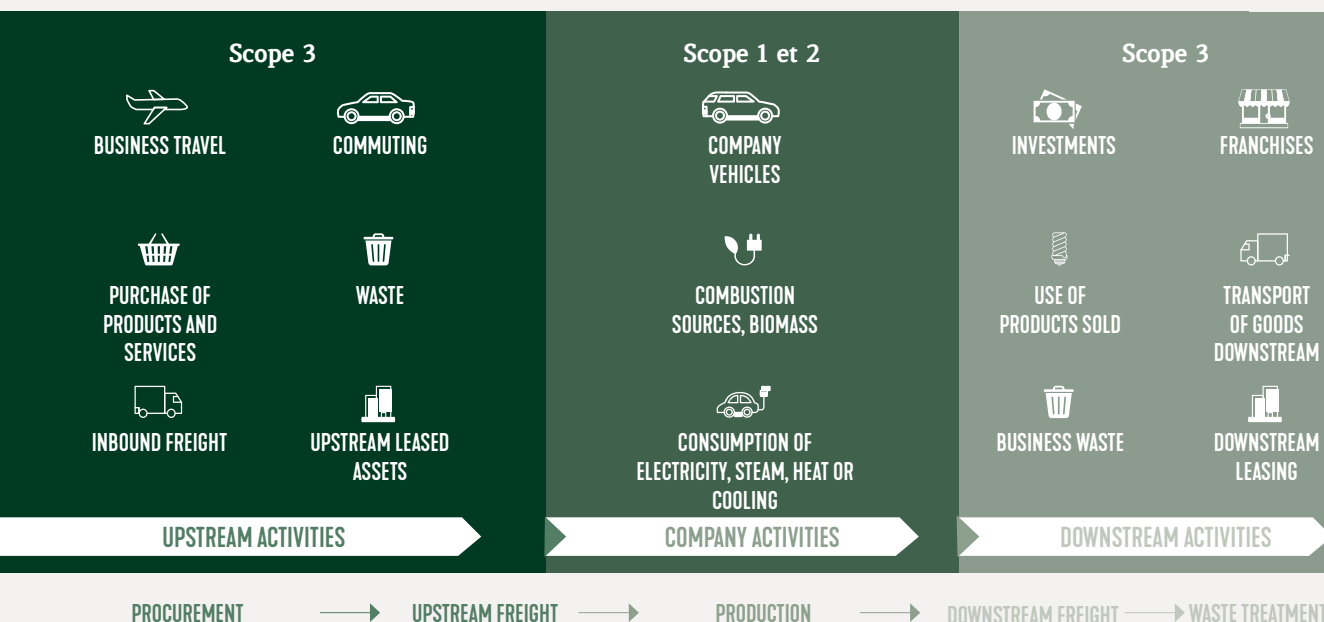 Scope 3
BUSINESS TRAVEL
COMMUTING
PURCHASE OF
PRODUCTS AND
SERVICES
WASTE
INBOUND FREIGHT
UPSTREAM LEASED
ASSETS
UPSTREAM ACTIVITIES
Scope 1 et 2
COMPANY
VEHICLES
COMBUSTION
SOURCES, BIOMASS
CONSUMPTION OF
ELECTRICITY, STEAM, HEAT OR
COOLING
COMPANY ACTIVITIES
Scope 3
INVESTMENTS
FRANCHISES
USE OF
PRODUCTS SOLD
TRANSPORT
OF GOODS
DOWNSTREAM
BUSINESS WASTE
DOWNSTREAM
LEASING
DOWNSTREAM ACTIVITIES
PROCUREMENT
UPSTREAM FREIGHT
PRODUCTION
DOWNSTREAM FREIGHT
WASTE TREATMENT